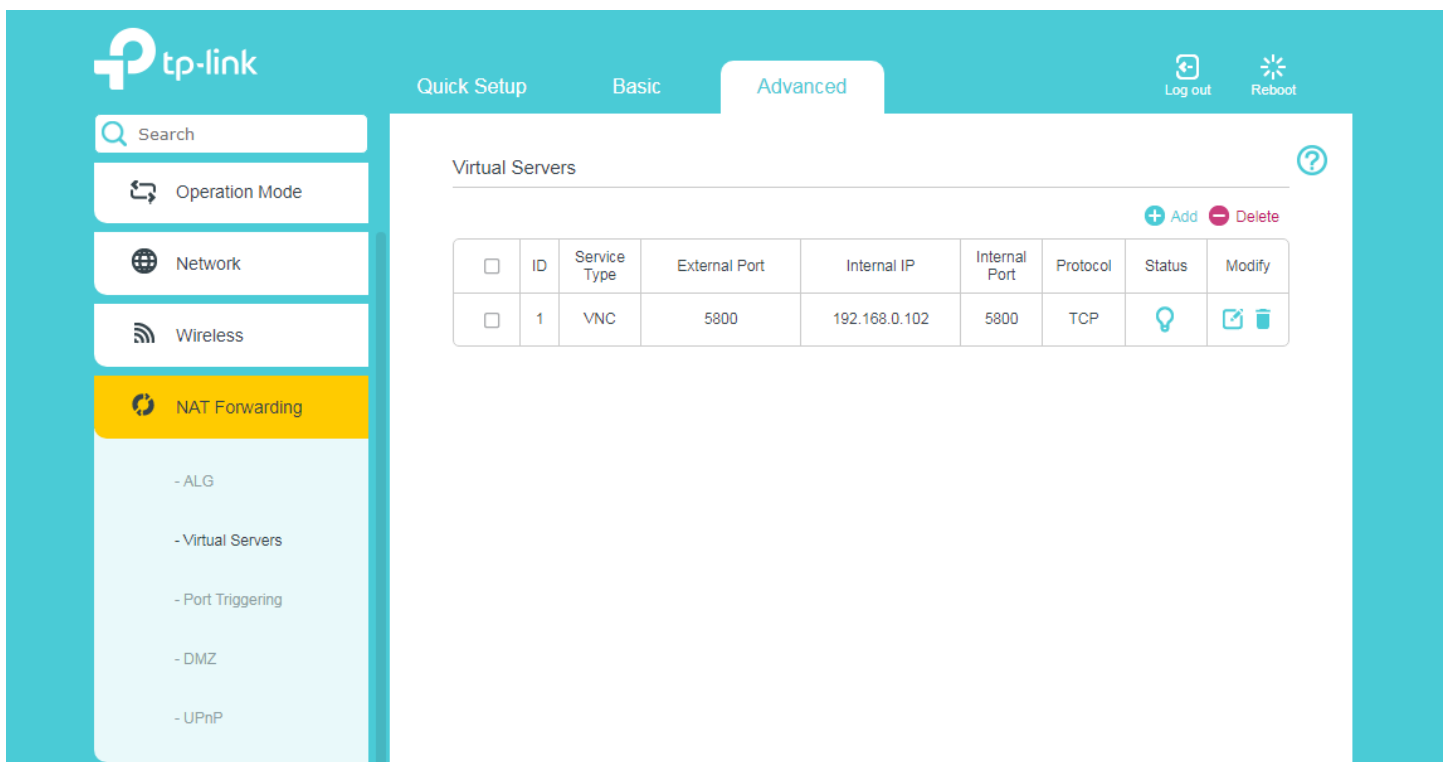 tp-link
Quick Setup Basic Advanced Log out Reboot
Search
Operation Mode
Network
Wireless
NAT Forwarding
- ALG
- Virtual Servers
- Port Triggering
- DMZ
- UPnP
Virtual Servers
Add Delete
ID Service Type External Port Internal IP Internal Port Protocol Status Modify
1 VNC 5800 192.168.0.102 5800 TCP